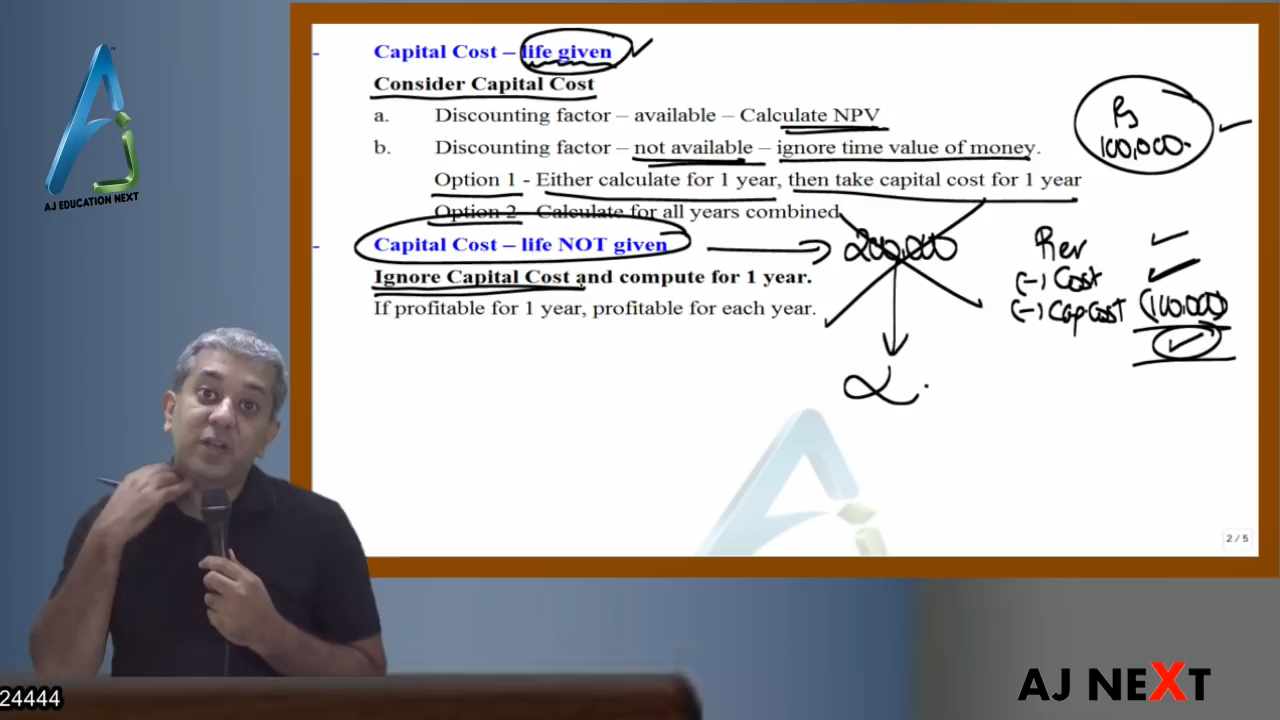 Capital Cost – life given
Consider Capital Cost
a. Discounting factor – available – Calculate NPV
b. Discounting factor – not available – ignore time value of money.
Option 1 - Either calculate for 1 year, then take capital cost for 1 year
Option 2 - Calculate for all years combined
- Capital Cost – life NOT given
Ignore Capital Cost and compute for 1 year.
If profitable for 1 year, profitable for each year.
200,000
Rs
100,000
Rev
(-) Cost
(-) Cap Cost (100,000)
2 / 5
AJ EDUCATION NEXT
24444
AJ NEXT